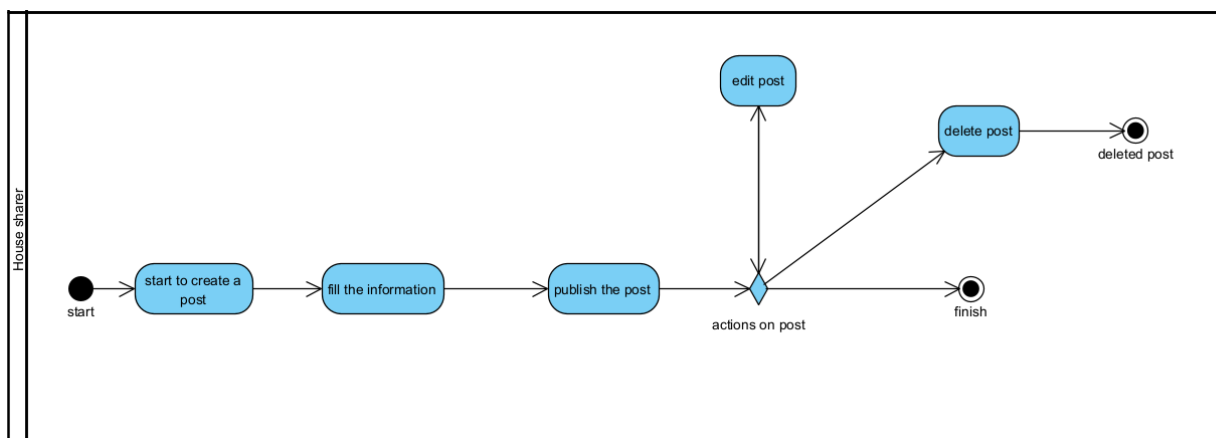 House sharer
start
start to create a
post
fill the information
publish the post
actions on post
edit post
delete post
deleted post
finish